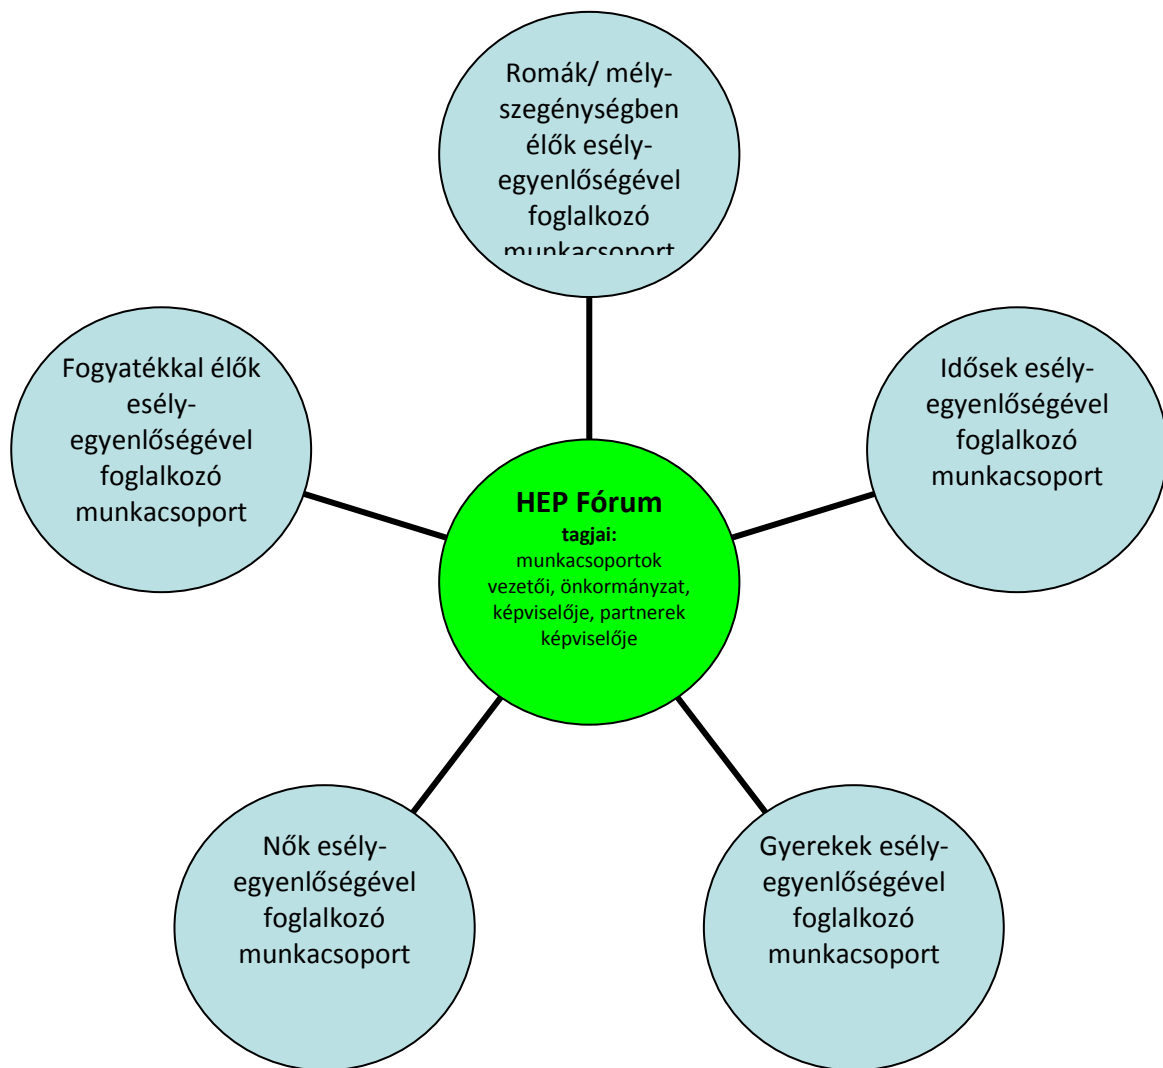 Romák/ mély-
szegénységben
élők esély-
egyenlőségével
foglalkozó
munkacsoport
Fogyatékkal élők
esély-
egyenlőségével
foglalkozó
munkacsoport
Idősek esély-
egyenlőségével
foglalkozó
munkacsoport
HEP Fórum
tagjai:
munkacsoportok
vezetői, önkormányzat,
képviselője, partnerek
képviselője
Nők esély-
egyenlőségével
foglalkozó
munkacsoport
Gyerekek esély-
egyenlőségével
foglalkozó
munkacsoport